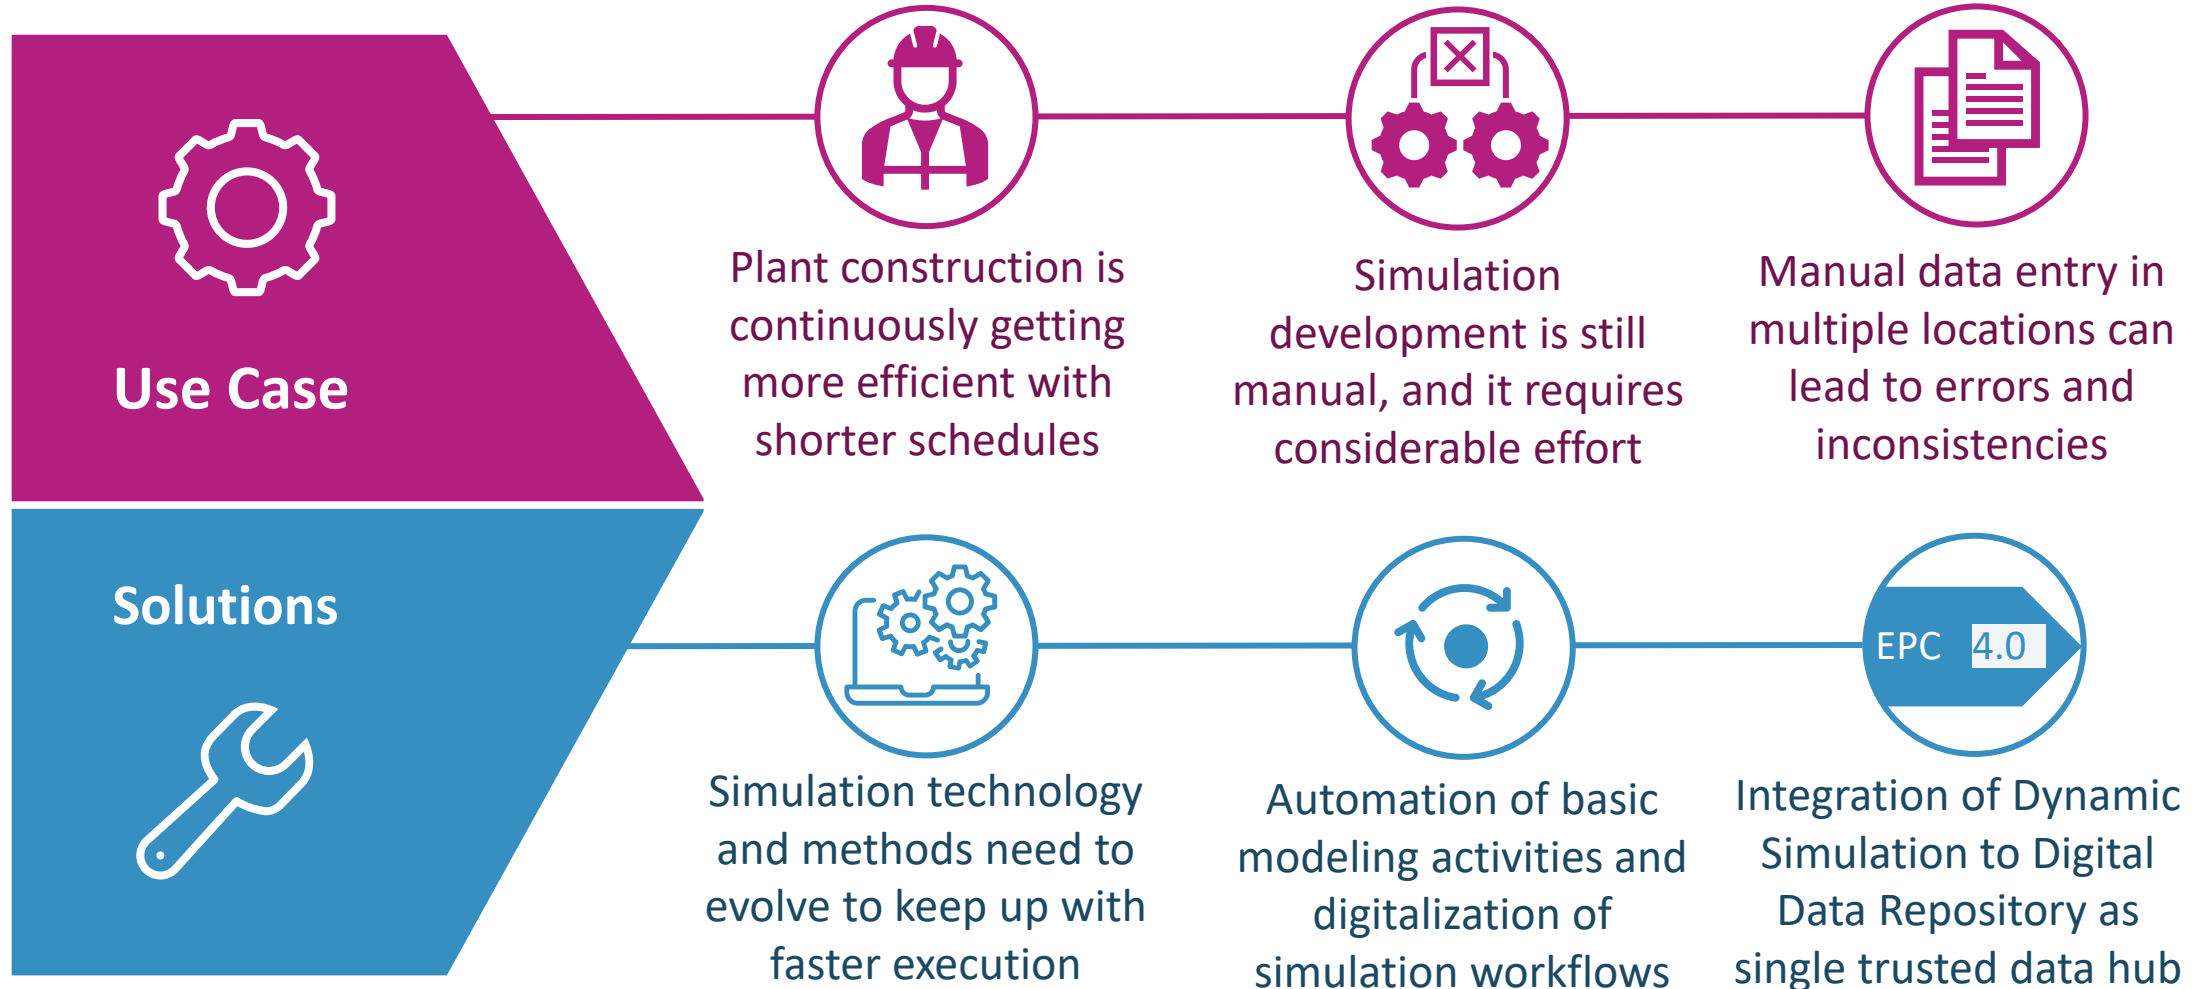 Use Case
Plant construction is
continuously getting
more efficient with
shorter schedules
Simulation
development is still
manual, and it requires
considerable effort
Manual data entry in
multiple locations can
lead to errors and
inconsistencies
Solutions
Simulation technology
and methods need to
evolve to keep up with
faster execution
Automation of basic
modeling activities and
digitalization of
simulation workflows
EPC 4.0
Integration of Dynamic
Simulation to Digital
Data Repository as
single trusted data hub